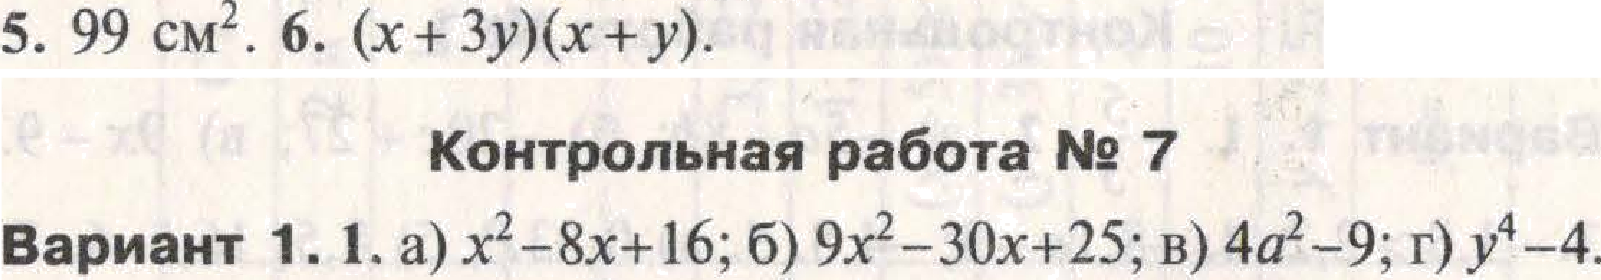 5. 99 см². 6. (x+3y)(x+y).
Контрольная работа № 7
Вариант 1. 1. а) x²−8x+16; б) 9x²−30x+25; в) 4a²−9; г) y⁴−4.